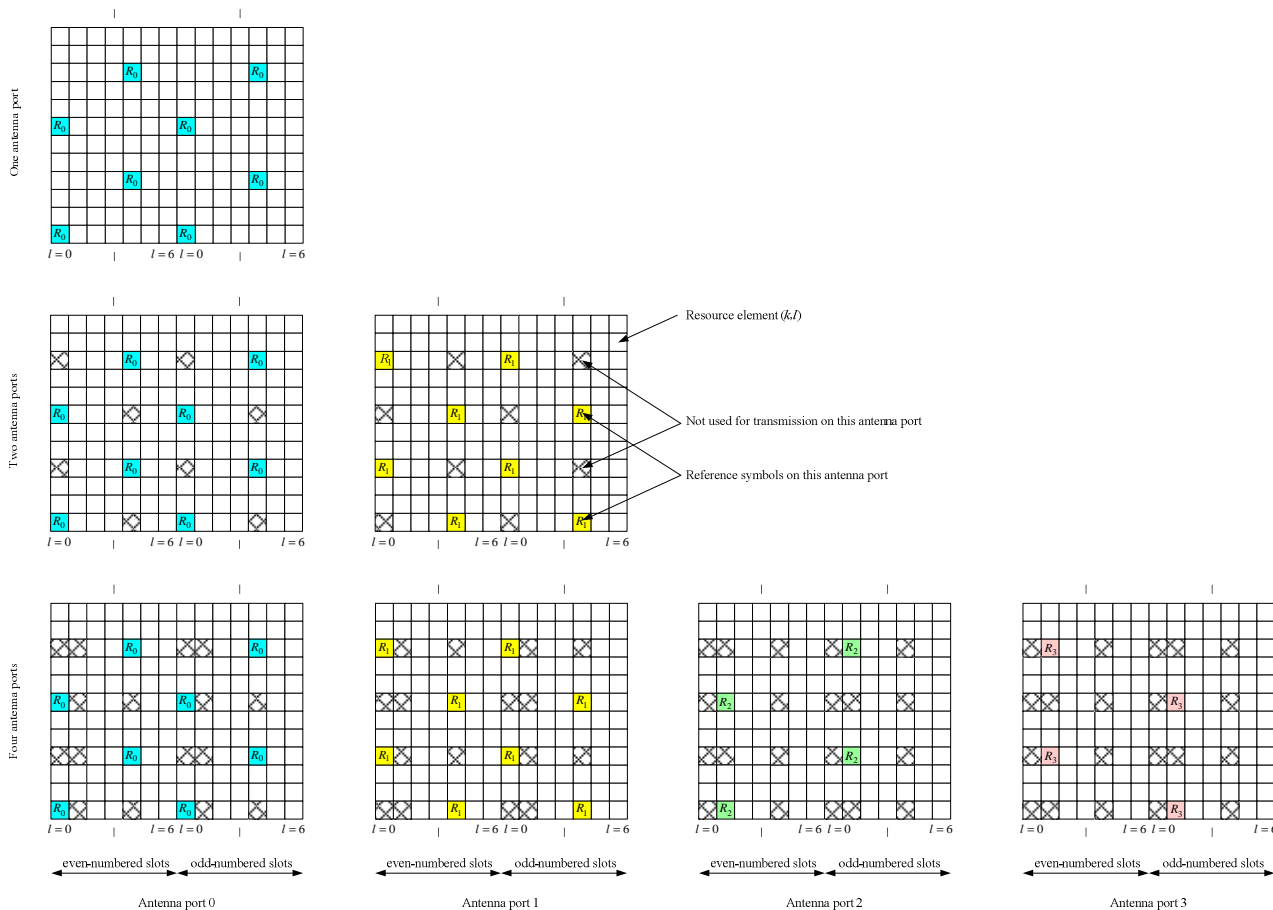 One antenna port
R0 R0
R0 R0
R0 R0
R0 R0
l = 0 l = 6 l = 0 l = 6
Two antenna ports
R0 R0
R0 R0
R0 R0
R0 R0
l = 0 l = 6 l = 0 l = 6
R1 R1
R1 R1
R1 R1
R1 R1
l = 0 l = 6 l = 0 l = 6
Resource element (k,l)
Not used for transmission on this antenna port
Reference symbols on this antenna port
Four antenna ports
R0 R0
R0 R0
R0 R0
R0 R0
l = 0 l = 6 l = 0 l = 6
even-numbered slots odd-numbered slots
Antenna port 0
R1 R1
R1 R1
R1 R1
R1 R1
l = 0 l = 6 l = 0 l = 6
even-numbered slots odd-numbered slots
Antenna port 1
R2
R2
R2
R2
l = 0 l = 6 l = 0 l = 6
even-numbered slots odd-numbered slots
Antenna port 2
R3
R3
R3
R3
l = 0 l = 6 l = 0 l = 6
even-numbered slots odd-numbered slots
Antenna port 3